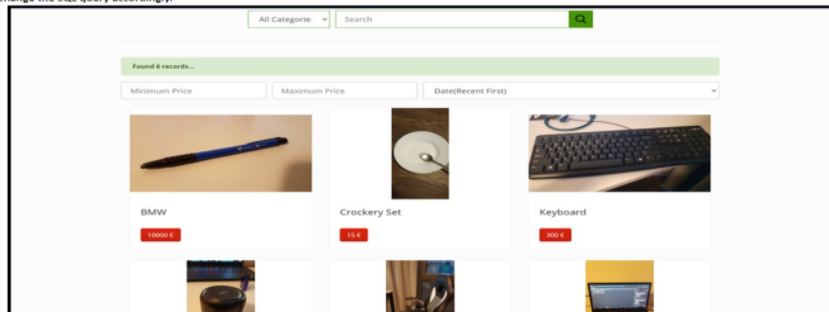 change the SQL query accordingly.
All Categorie Search
Found 6 records...
Minimum Price Maximum Price Date(Recent First)
BMW Crockery Set Keyboard
10000 € 15 € 300 €